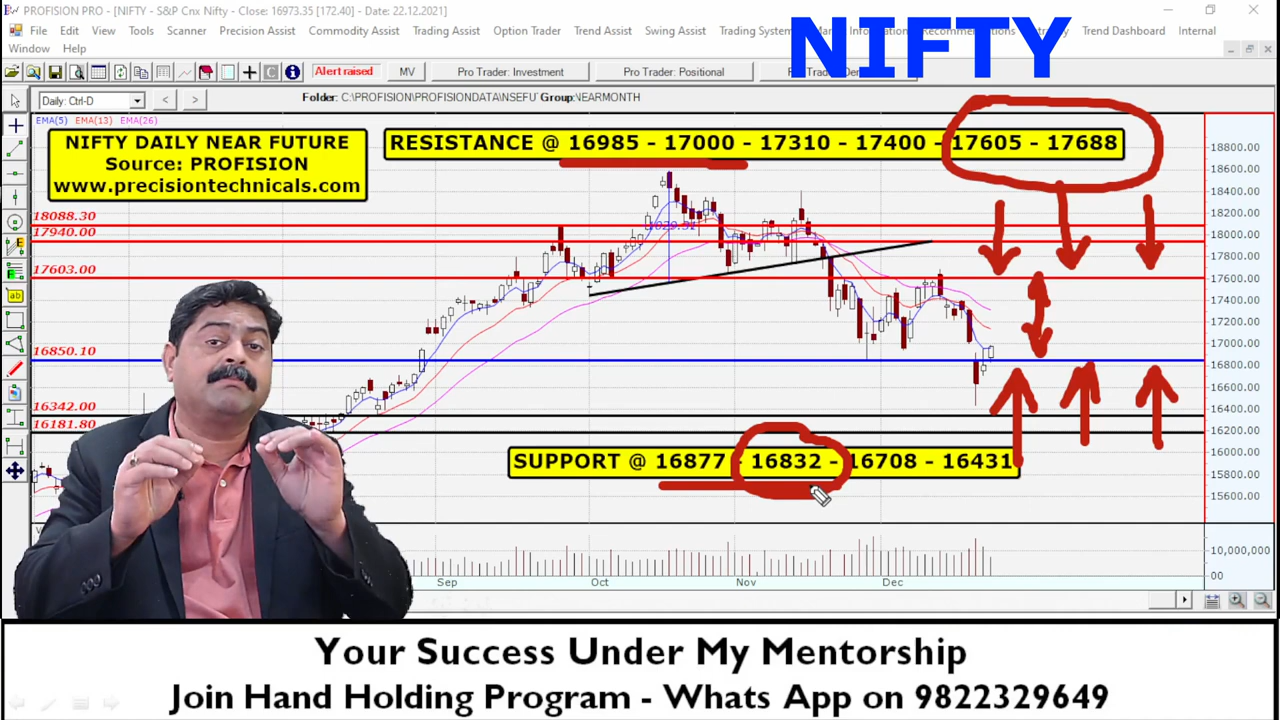 PROFISION PRO - [NIFTY - S&P Cnx Nifty - Close: 16973.35 [172.40] - Date: 22.12.2021]
NIFTY
File Edit View Tools Scanner Precision Assist Commodity Assist Trading Assist Option Trader Trend Assist Swing Assist Trend Dashboard Internal
Window Help
Alert raised MV Pro Trader: Investment Pro Trader: Positional
Daily: Ctrl-D Folder: C:\PROFISION\PROFISIONDATA\NSEFUT Group:NEARMONTH
EMA(5) EMA(13) EMA(26)
NIFTY DAILY NEAR FUTURE
Source: PROFISION
www.precisiontechnicals.com
RESISTANCE @ 16985 - 17000 - 17310 - 17400 - 17605 - 17688
18088.30
17940.00
17603.00
16850.10
16342.00
16181.80
18800.00
18600.00
18400.00
18200.00
18000.00
17800.00
17600.00
17400.00
17200.00
17000.00
16800.00
16600.00
16400.00
16200.00
16000.00
15800.00
15600.00
SUPPORT @ 16877 - 16832 - 16708 - 16431
10,000,000
00
Sep Oct Nov Dec
Your Success Under My Mentorship
Join Hand Holding Program - Whats App on 9822329649